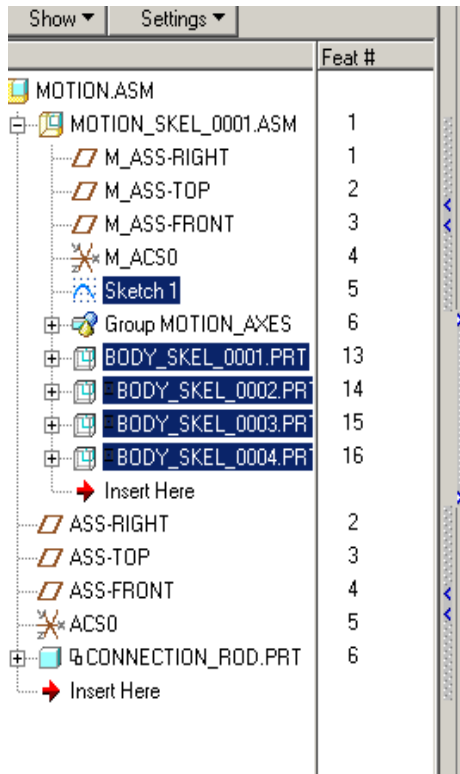 Show Settings
Feat #
MOTION.ASM
MOTION_SKEL_0001.ASM 1
M_ASS-RIGHT 1
M_ASS-TOP 2
M_ASS-FRONT 3
M_ACS0 4
Sketch 1 5
Group MOTION_AXES 6
BODY_SKEL_0001.PRT 13
BODY_SKEL_0002.PRT 14
BODY_SKEL_0003.PRT 15
BODY_SKEL_0004.PRT 16
Insert Here
ASS-RIGHT 2
ASS-TOP 3
ASS-FRONT 4
ACS0 5
CONNECTION_ROD.PRT 6
Insert Here